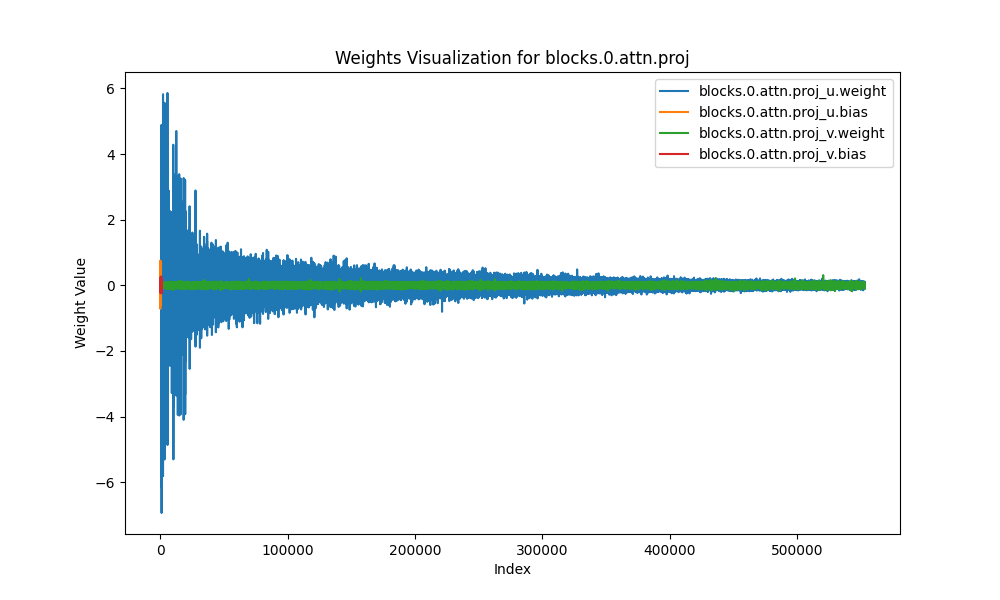 Weights Visualization for blocks.0.attn.proj
blocks.0.attn.proj_u.weight
blocks.0.attn.proj_u.bias
blocks.0.attn.proj_v.weight
blocks.0.attn.proj_v.bias
6
4
2
0
−2
−4
−6
Weight Value
0 100000 200000 300000 400000 500000
Index